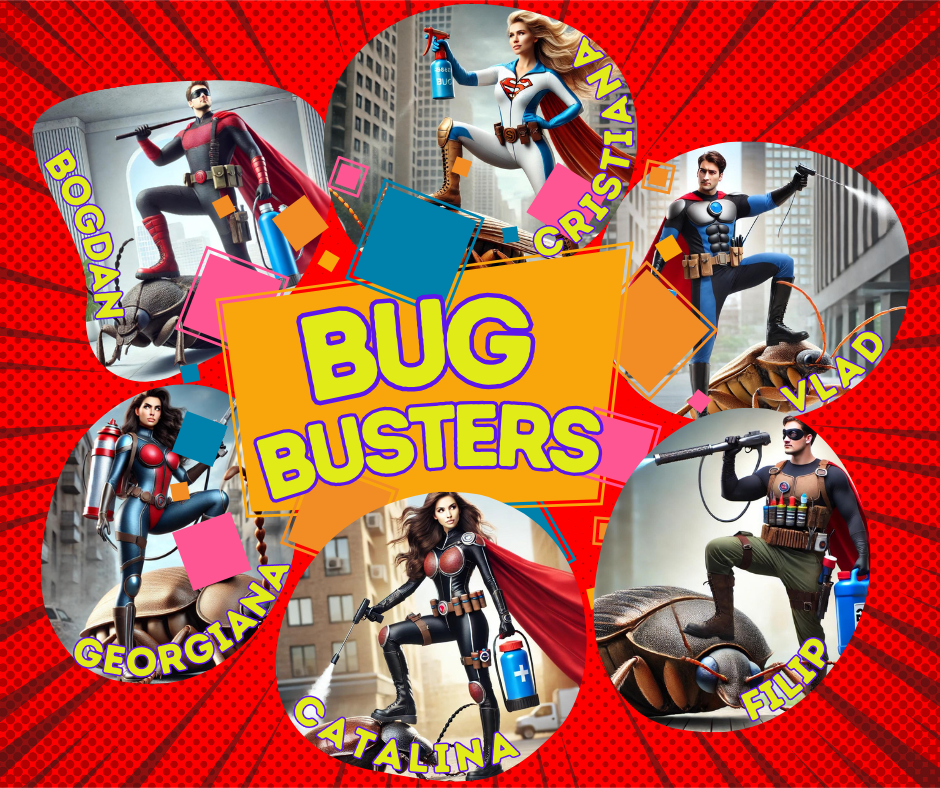 CRISTIANA
BOGDAN
VLAD
BUG
BUSTERS
GEORGIANA
FILIP
CATALINA